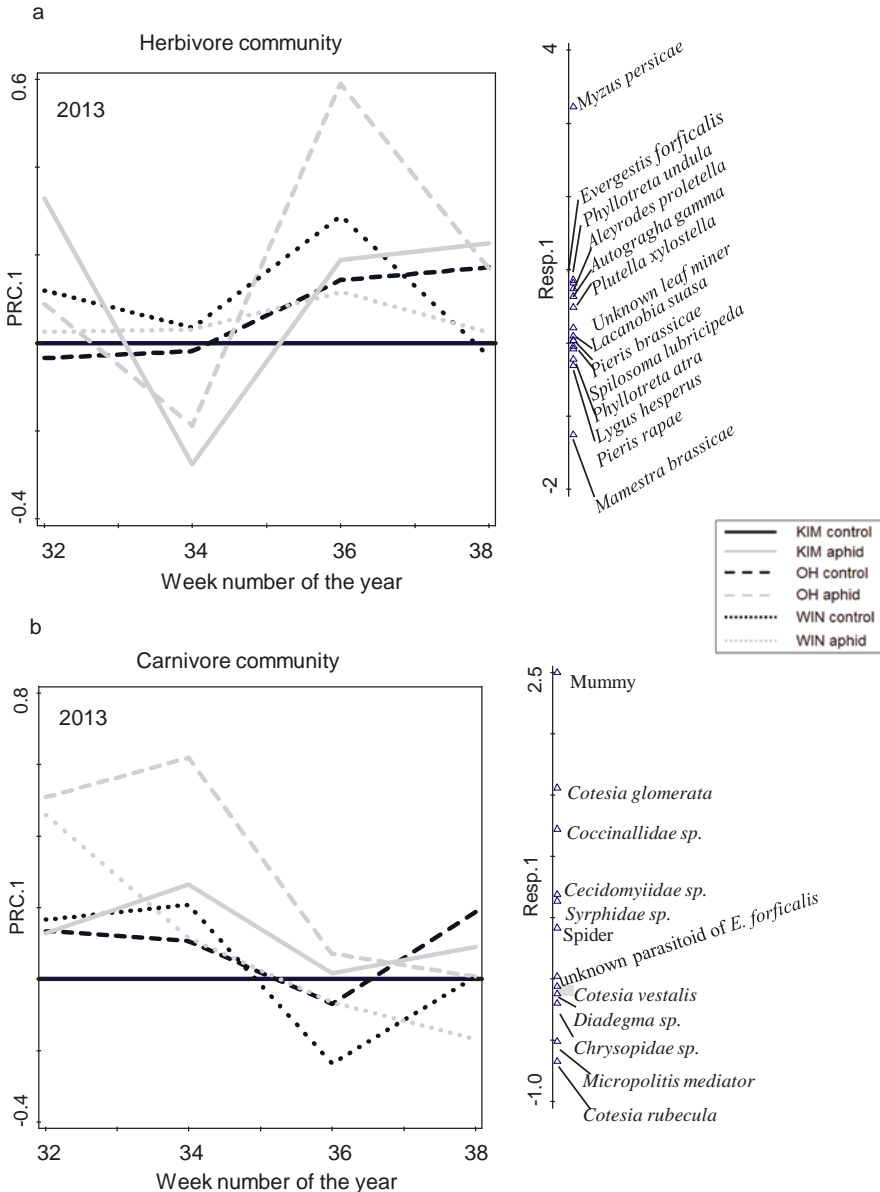 a
Herbivore community
2013
0.6
PRC.1
-0.4
32 34 36 38
Week number of the year
4
Resp.1
-2
Myzus persicae
Evergestis forficalis
Phyllotreta undula
Aleyrodes proletella
Autogragha gamma
Plutella xylostella
Unknown leaf miner
Lacanobia suasa
Pieris brassicae
Spilosoma lubricipeda
Phyllotreta atra
Lygus hesperus
Pieris rapae
Mamestra brassicae
KIM control
KIM aphid
OH control
OH aphid
WIN control
WIN aphid
b
Carnivore community
2013
0.8
PRC.1
-0.4
32 34 36 38
Week number of the year
2.5
Resp.1
-1.0
Mummy
Cotesia glomerata
Coccinallidae sp.
Cecidomyiidae sp.
Syrphidae sp.
Spider
unknown parasitoid of E. forficalis
Cotesia vestalis
Diadegma sp.
Chrysopidae sp.
Micropolitis mediator
Cotesia rubecula